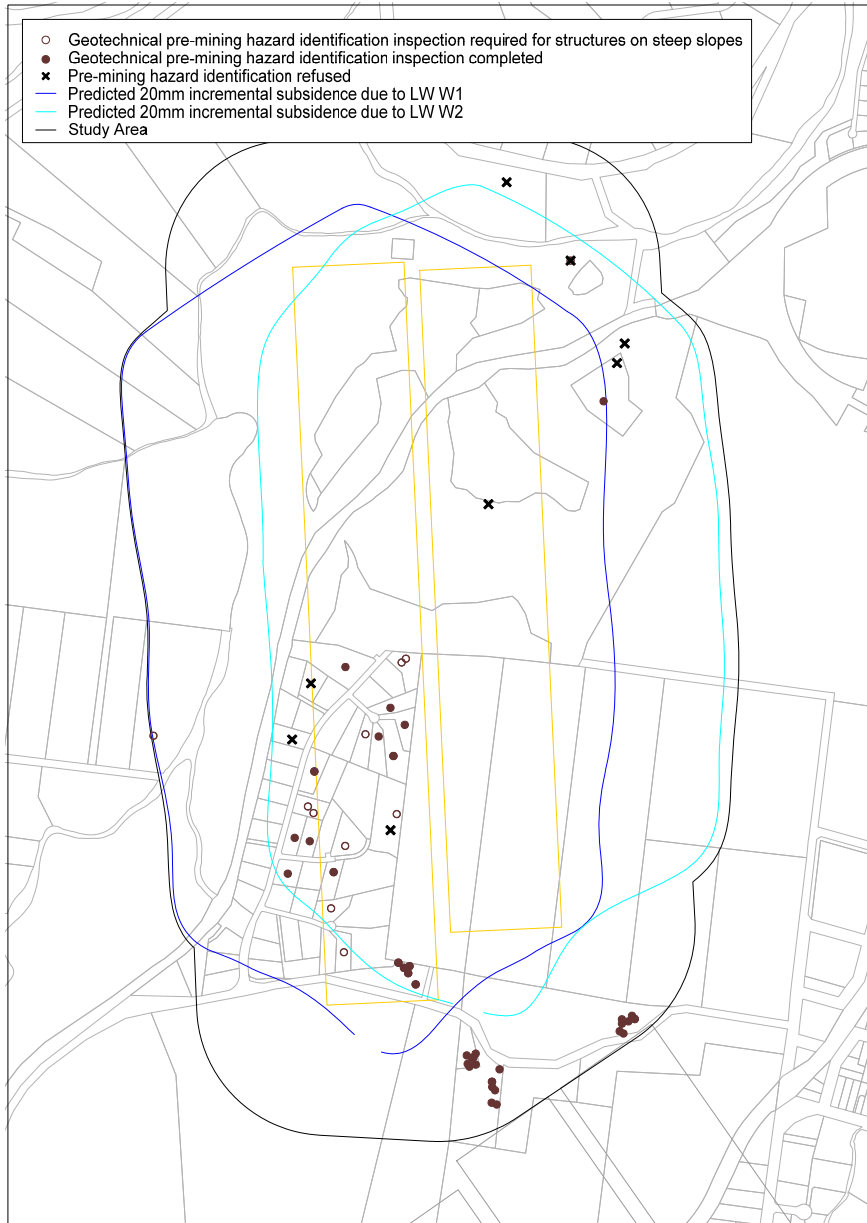 Geotechnical pre-mining hazard identification inspection required for structures on steep slopes
Geotechnical pre-mining hazard identification inspection completed
Pre-mining hazard identification refused
Predicted 20mm incremental subsidence due to LW W1
Predicted 20mm incremental subsidence due to LW W2
Study Area